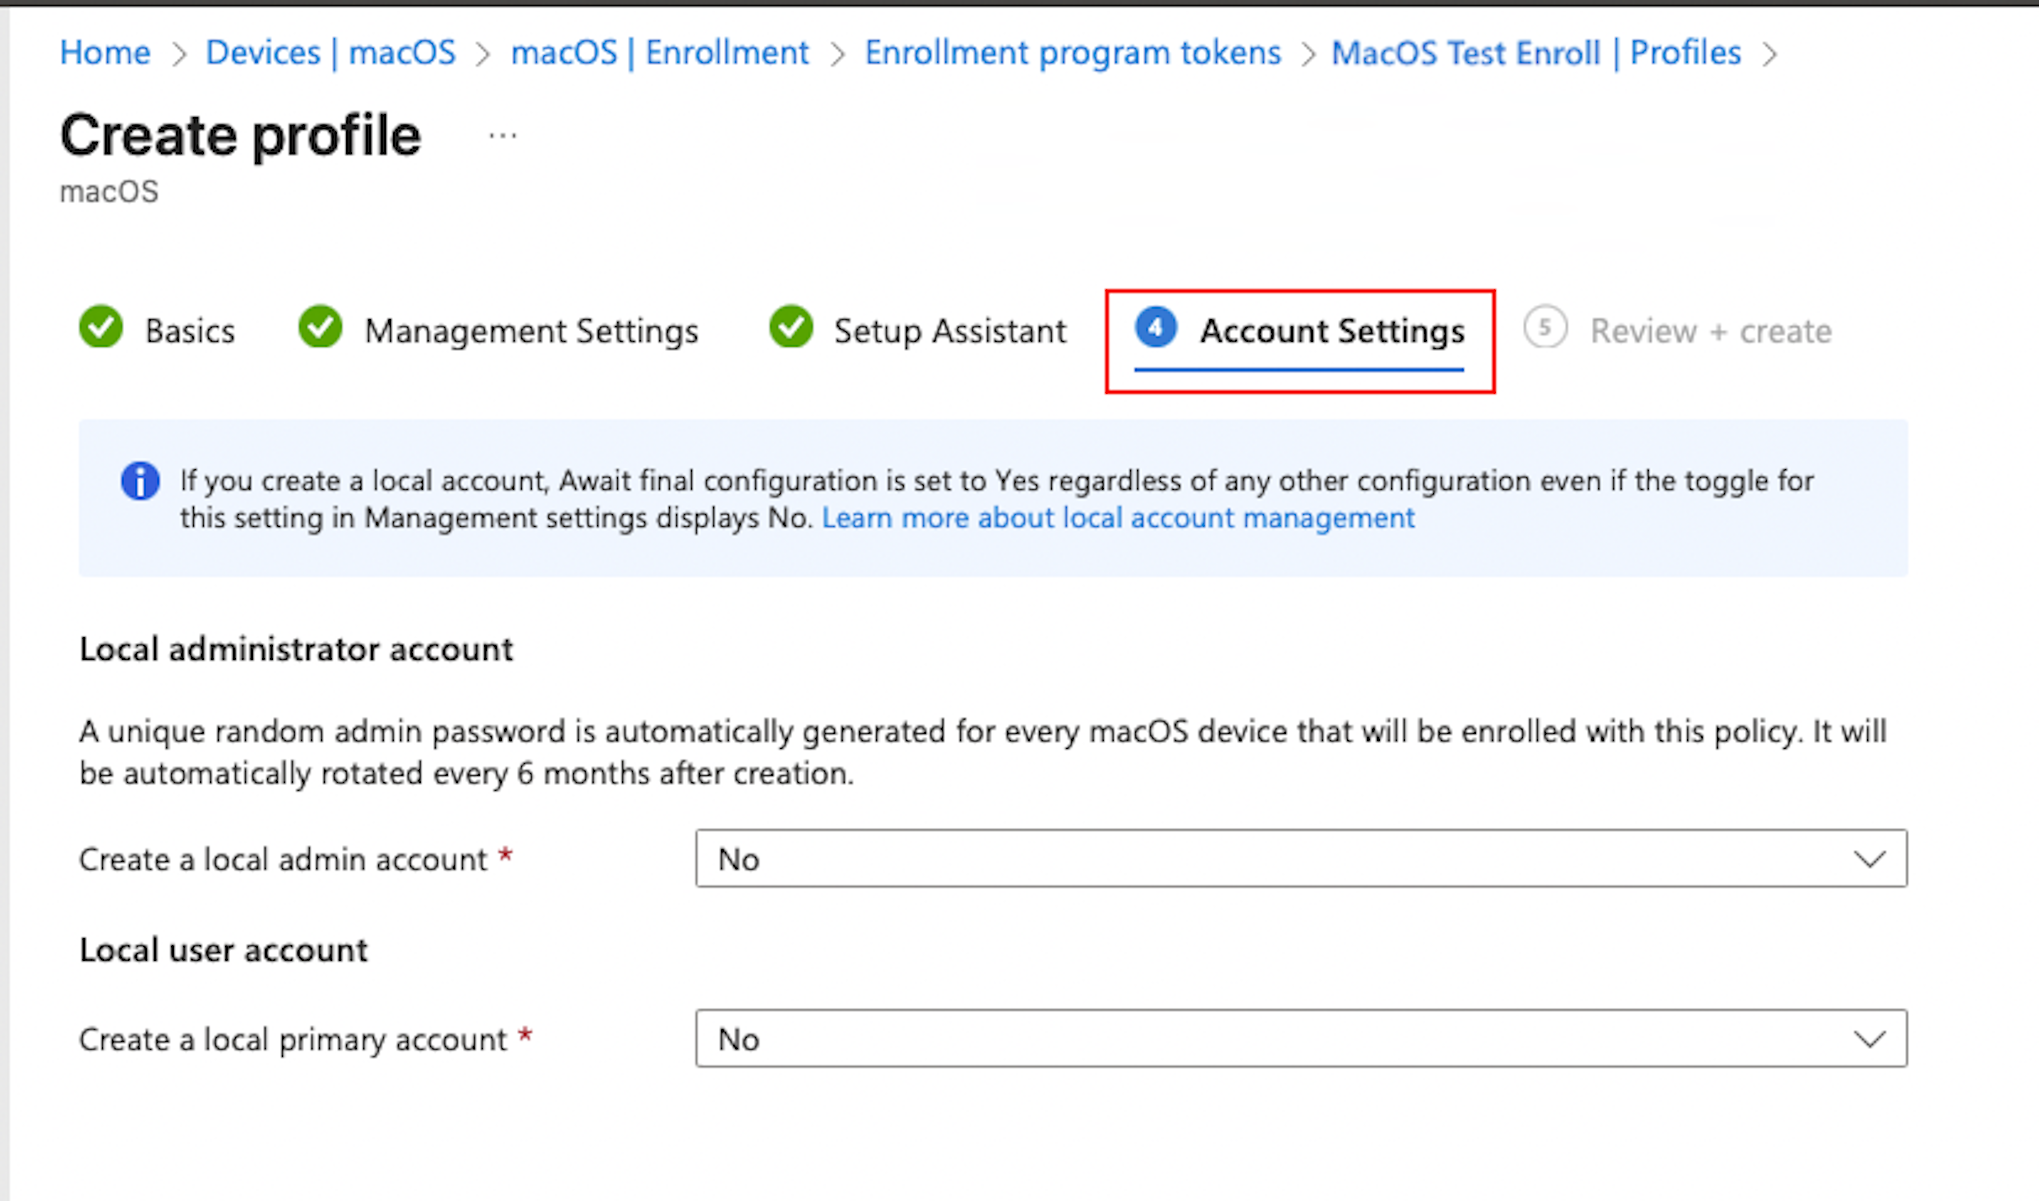 Home > Devices | macOS > macOS | Enrollment > Enrollment program tokens > MacOS Test Enroll | Profiles >
Create profile ...
macOS
Basics Management Settings Setup Assistant 4 Account Settings 5 Review + create
If you create a local account, Await final configuration is set to Yes regardless of any other configuration even if the toggle for
this setting in Management settings displays No. Learn more about local account management
Local administrator account
A unique random admin password is automatically generated for every macOS device that will be enrolled with this policy. It will
be automatically rotated every 6 months after creation.
Create a local admin account * No
Local user account
Create a local primary account * No